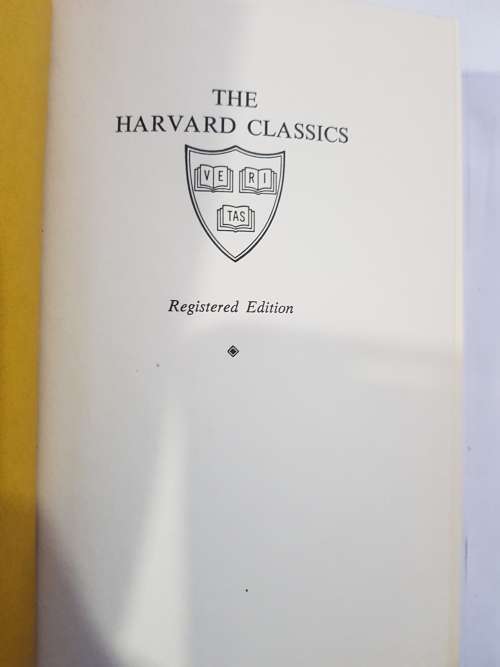 THE
HARVARD CLASSICS
VE RI
TAS
Registered Edition